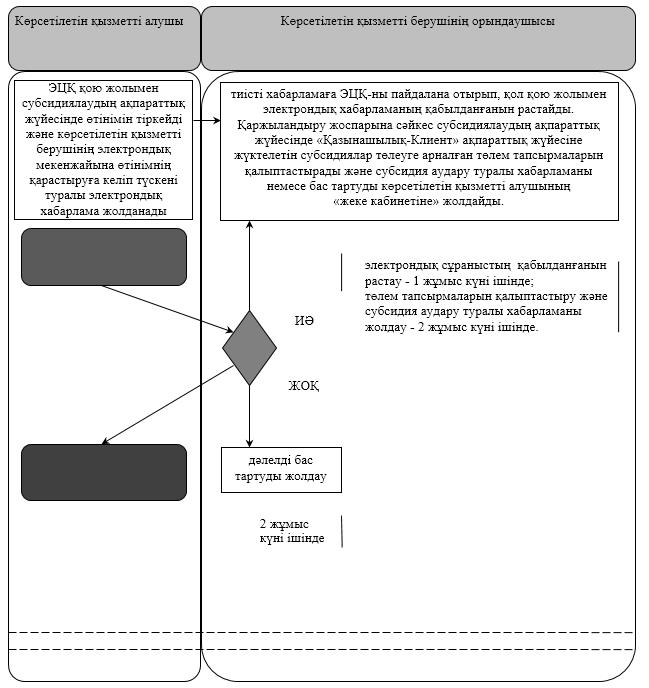 Көрсетілетін қызметті алушы
Көрсетілетін қызметті берушінің орындаушысы
ЭЦҚ қою жолымен
субсидиялаудың ақпараттық
жүйесінде өтінімін тіркейді
және көрсетілетін қызметті
берушінің электрондық
мекенжайына өтінімнің
қарастыруға келіп түскені
туралы электрондық
хабарлама жолданады
тиісті хабарламаға ЭЦҚ-ны пайдалана отырып, қол қою жолымен
электрондық хабарламаның қабылданғанын растайды.
Қаржыландыру жоспарына сәйкес субсидиялаудың ақпараттық
жүйесінде «Қазынашылық-Клиент» ақпараттық жүйесіне
жүктелетін субсидиялар төлеуге арналған төлем тапсырмаларын
қалыптастырады және субсидия аудару туралы хабарламаны
немесе бас тартуды көрсетілетін қызметті алушының
«жеке кабинетіне» жолдайды.
электрондық сұраныстың қабылданғанын
растау - 1 жұмыс күні ішінде;
төлем тапсырмаларын қалыптастыру және
субсидия аудару туралы хабарламаны
жолдау - 2 жұмыс күні ішінде.
ИӘ
ЖОҚ
дәлелді бас
тартуды жолдау
2 жұмыс
күні ішінде